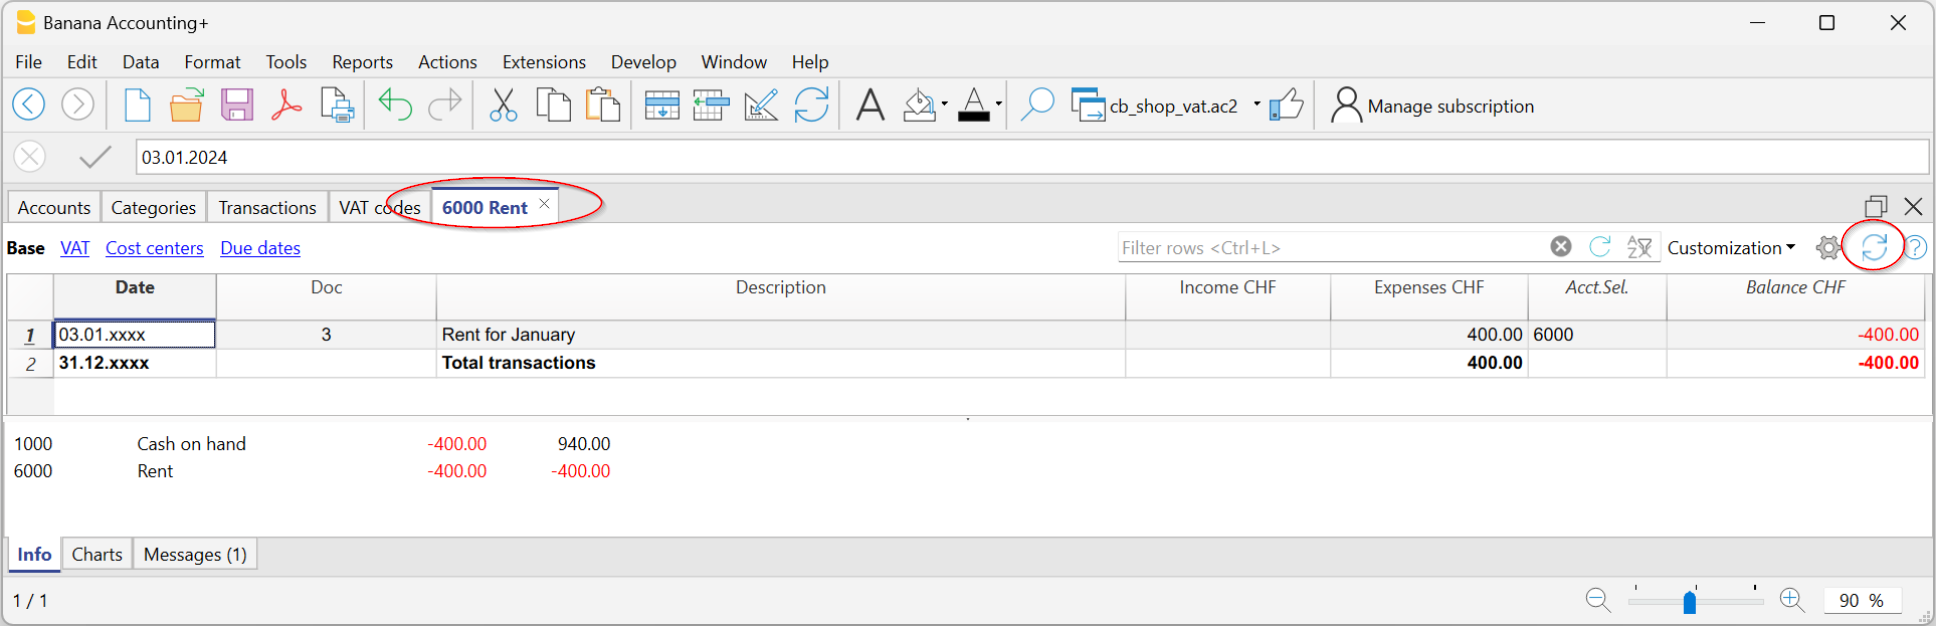 Banana Accounting+
File Edit Data Format Tools Reports Actions Extensions Develop Window Help
cb_shop_vat.ac2 Manage subscription
03.01.2024
Accounts Categories Transactions VAT codes 6000 Rent
Base VAT Cost centers Due dates Filter rows <Ctrl+L> Customization
Date Doc Description Income CHF Expenses CHF Acct.Sel. Balance CHF
1 03.01.xxxx 3 Rent for January 400.00 6000 -400.00
2 31.12.xxxx Total transactions 400.00 -400.00
1000 Cash on hand -400.00 940.00
6000 Rent -400.00 -400.00
Info Charts Messages (1)
1 / 1 90 %